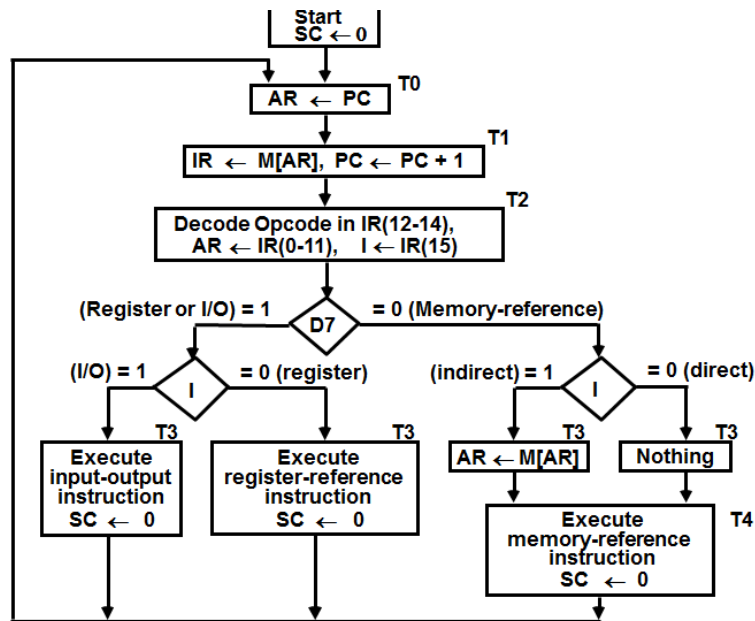 Start
SC ← 0
T0
AR ← PC
T1
IR ← M[AR], PC ← PC + 1
T2
Decode Opcode in IR(12-14),
AR ← IR(0-11), I ← IR(15)
(Register or I/O) = 1
D7
= 0 (Memory-reference)
(I/O) = 1
I
= 0 (register)
(indirect) = 1
I
= 0 (direct)
T3
Execute
input-output
instruction
SC ← 0
T3
Execute
register-reference
instruction
SC ← 0
T3
AR ← M[AR]
T3
Nothing
T4
Execute
memory-reference
instruction
SC ← 0